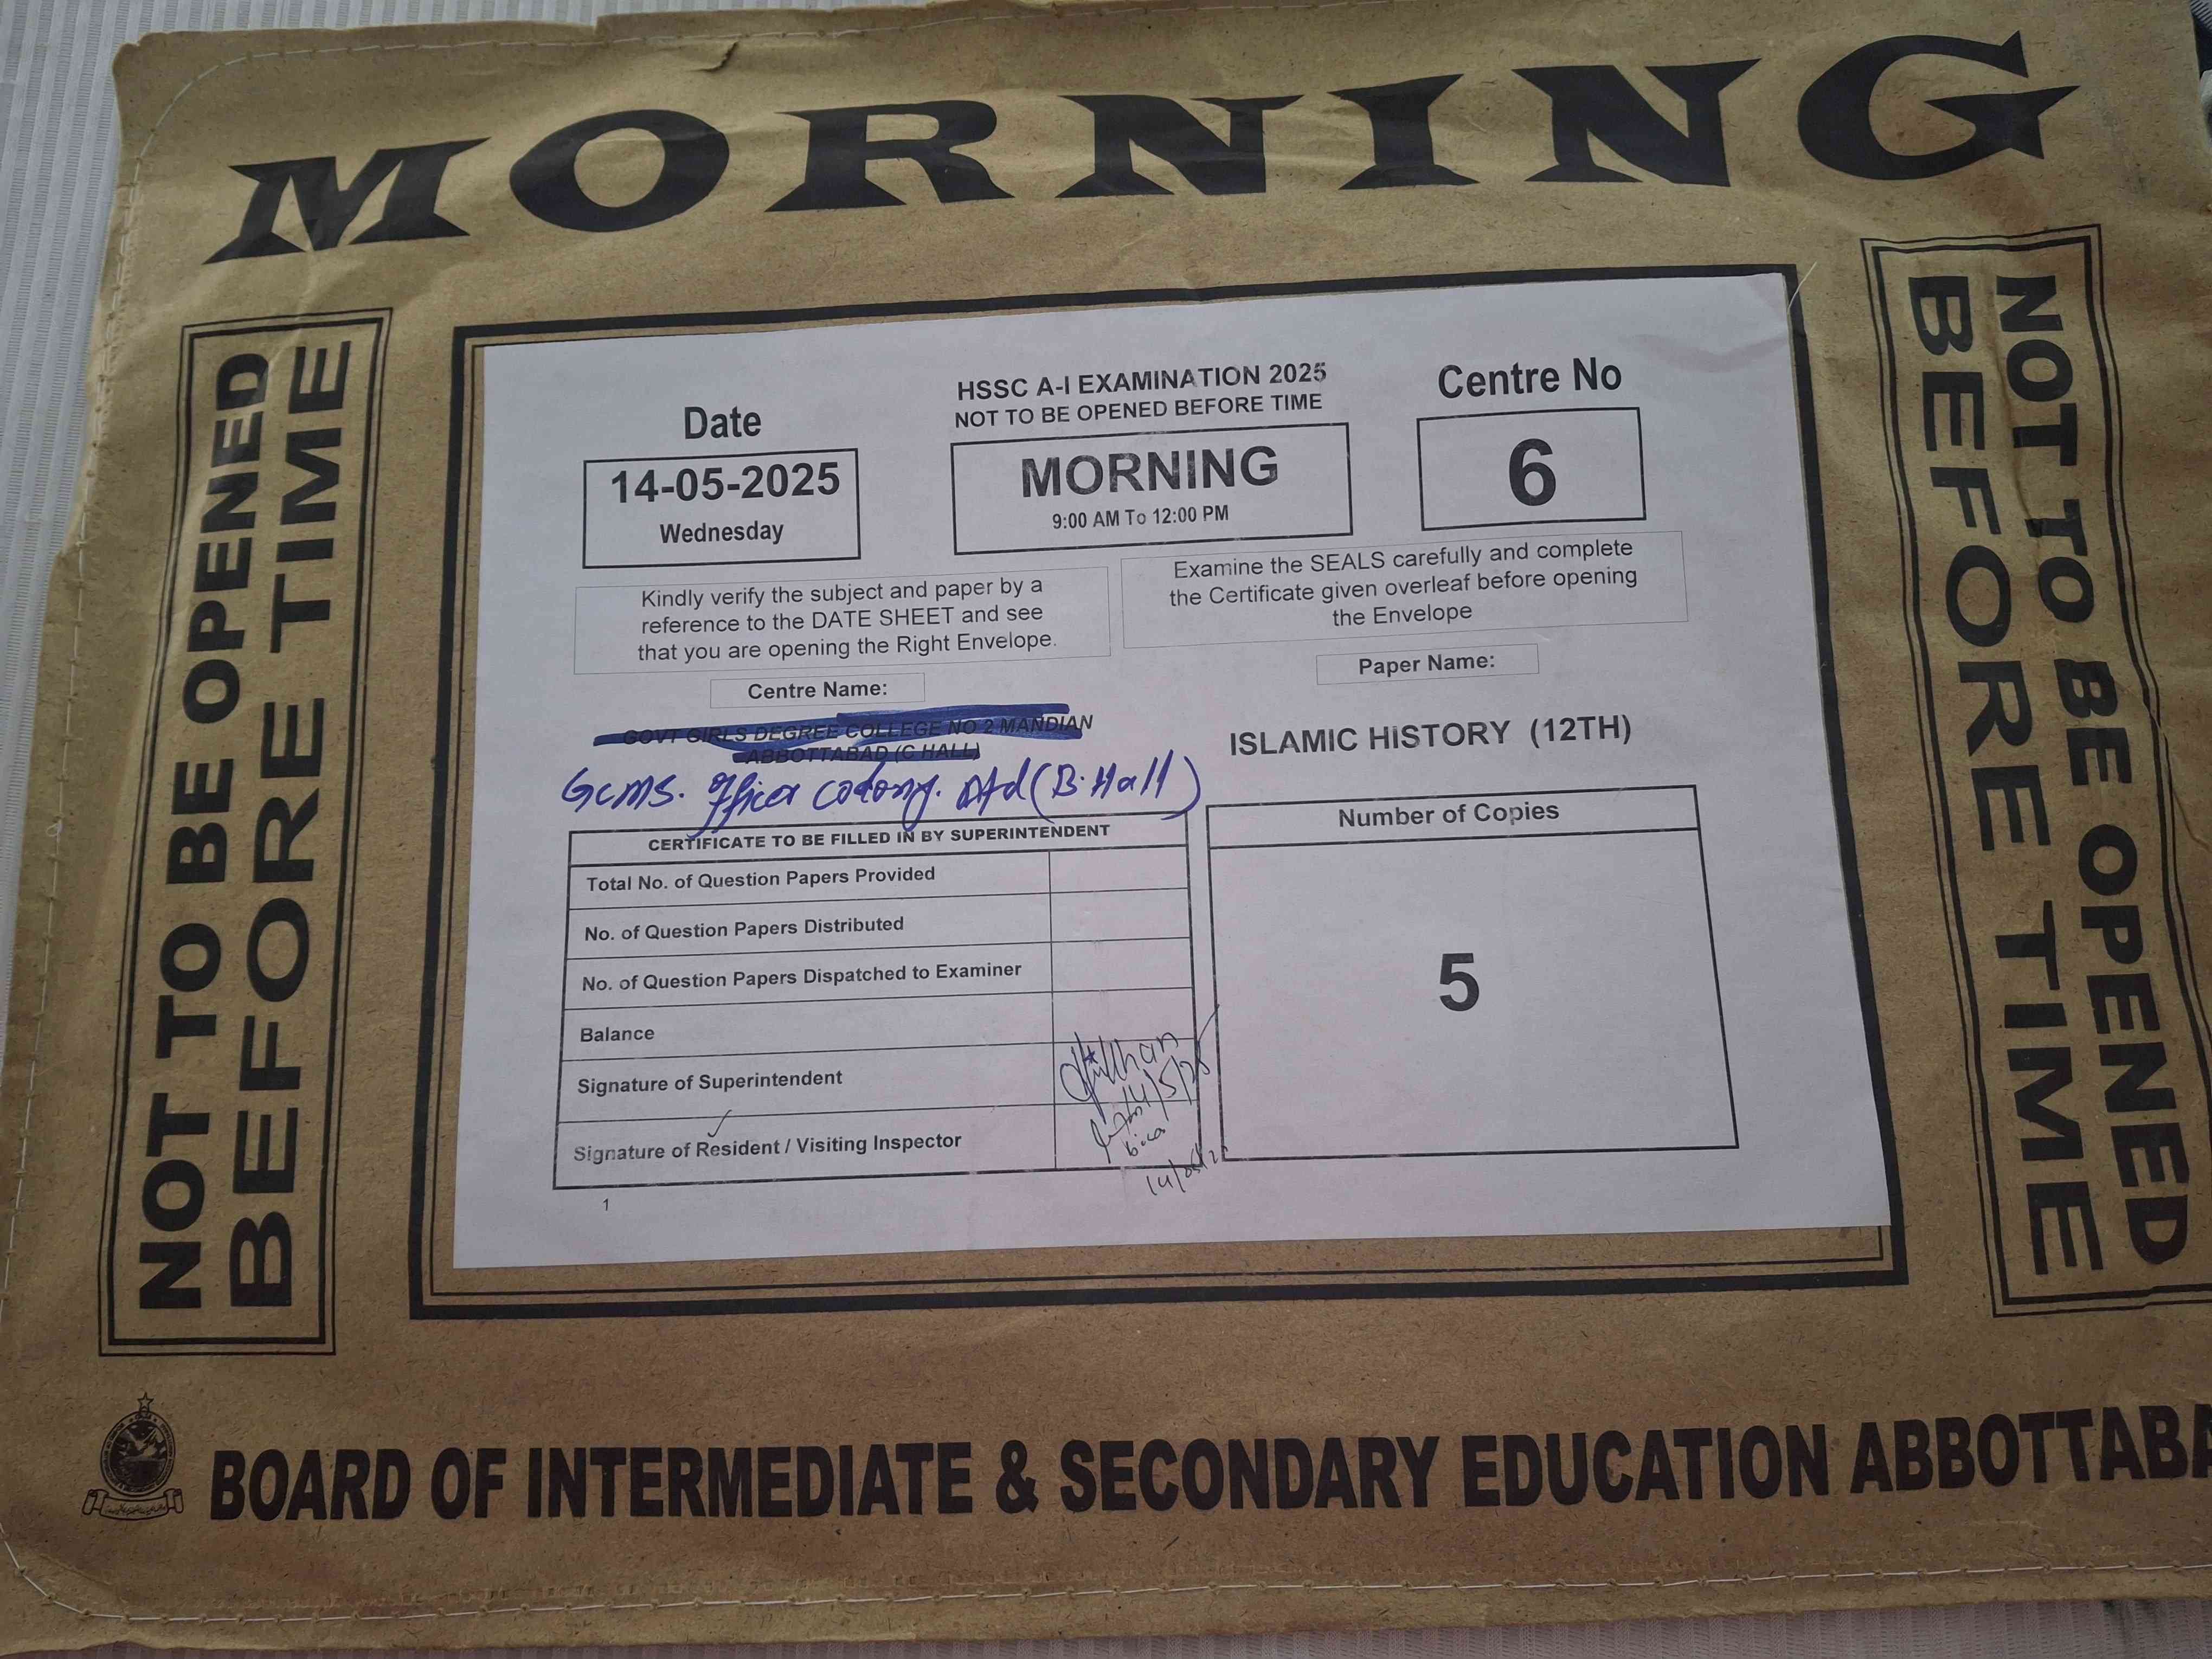 MORNING
NOT TO BE OPENED
BEFORE TIME
Date
14-05-2025
Wednesday
HSSC A-I EXAMINATION 2025
NOT TO BE OPENED BEFORE TIME
MORNING
9:00 AM To 12:00 PM
Centre No
6
Kindly verify the subject and paper by a
reference to the DATE SHEET and see
that you are opening the Right Envelope.
Examine the SEALS carefully and complete
the Certificate given overleaf before opening
the Envelope
Centre Name:
GOVT GIRLS DEGREE COLLEGE NO 2 MANDIAN
ABBOTTABAD (C HALL)
GCMS. Officer Atd (B.Hall)
Paper Name:
ISLAMIC HISTORY (12TH)
CERTIFICATE TO BE FILLED IN BY SUPERINTENDENT
Total No. of Question Papers Provided
No. of Question Papers Distributed
No. of Question Papers Dispatched to Examiner
Balance
Signature of Superintendent
14/5/25
Signature of Resident / Visiting Inspector
Number of Copies
5
1
NOT TO BE OPENED
BEFORE TIME
BOARD OF INTERMEDIATE & SECONDARY EDUCATION ABBOTTABA